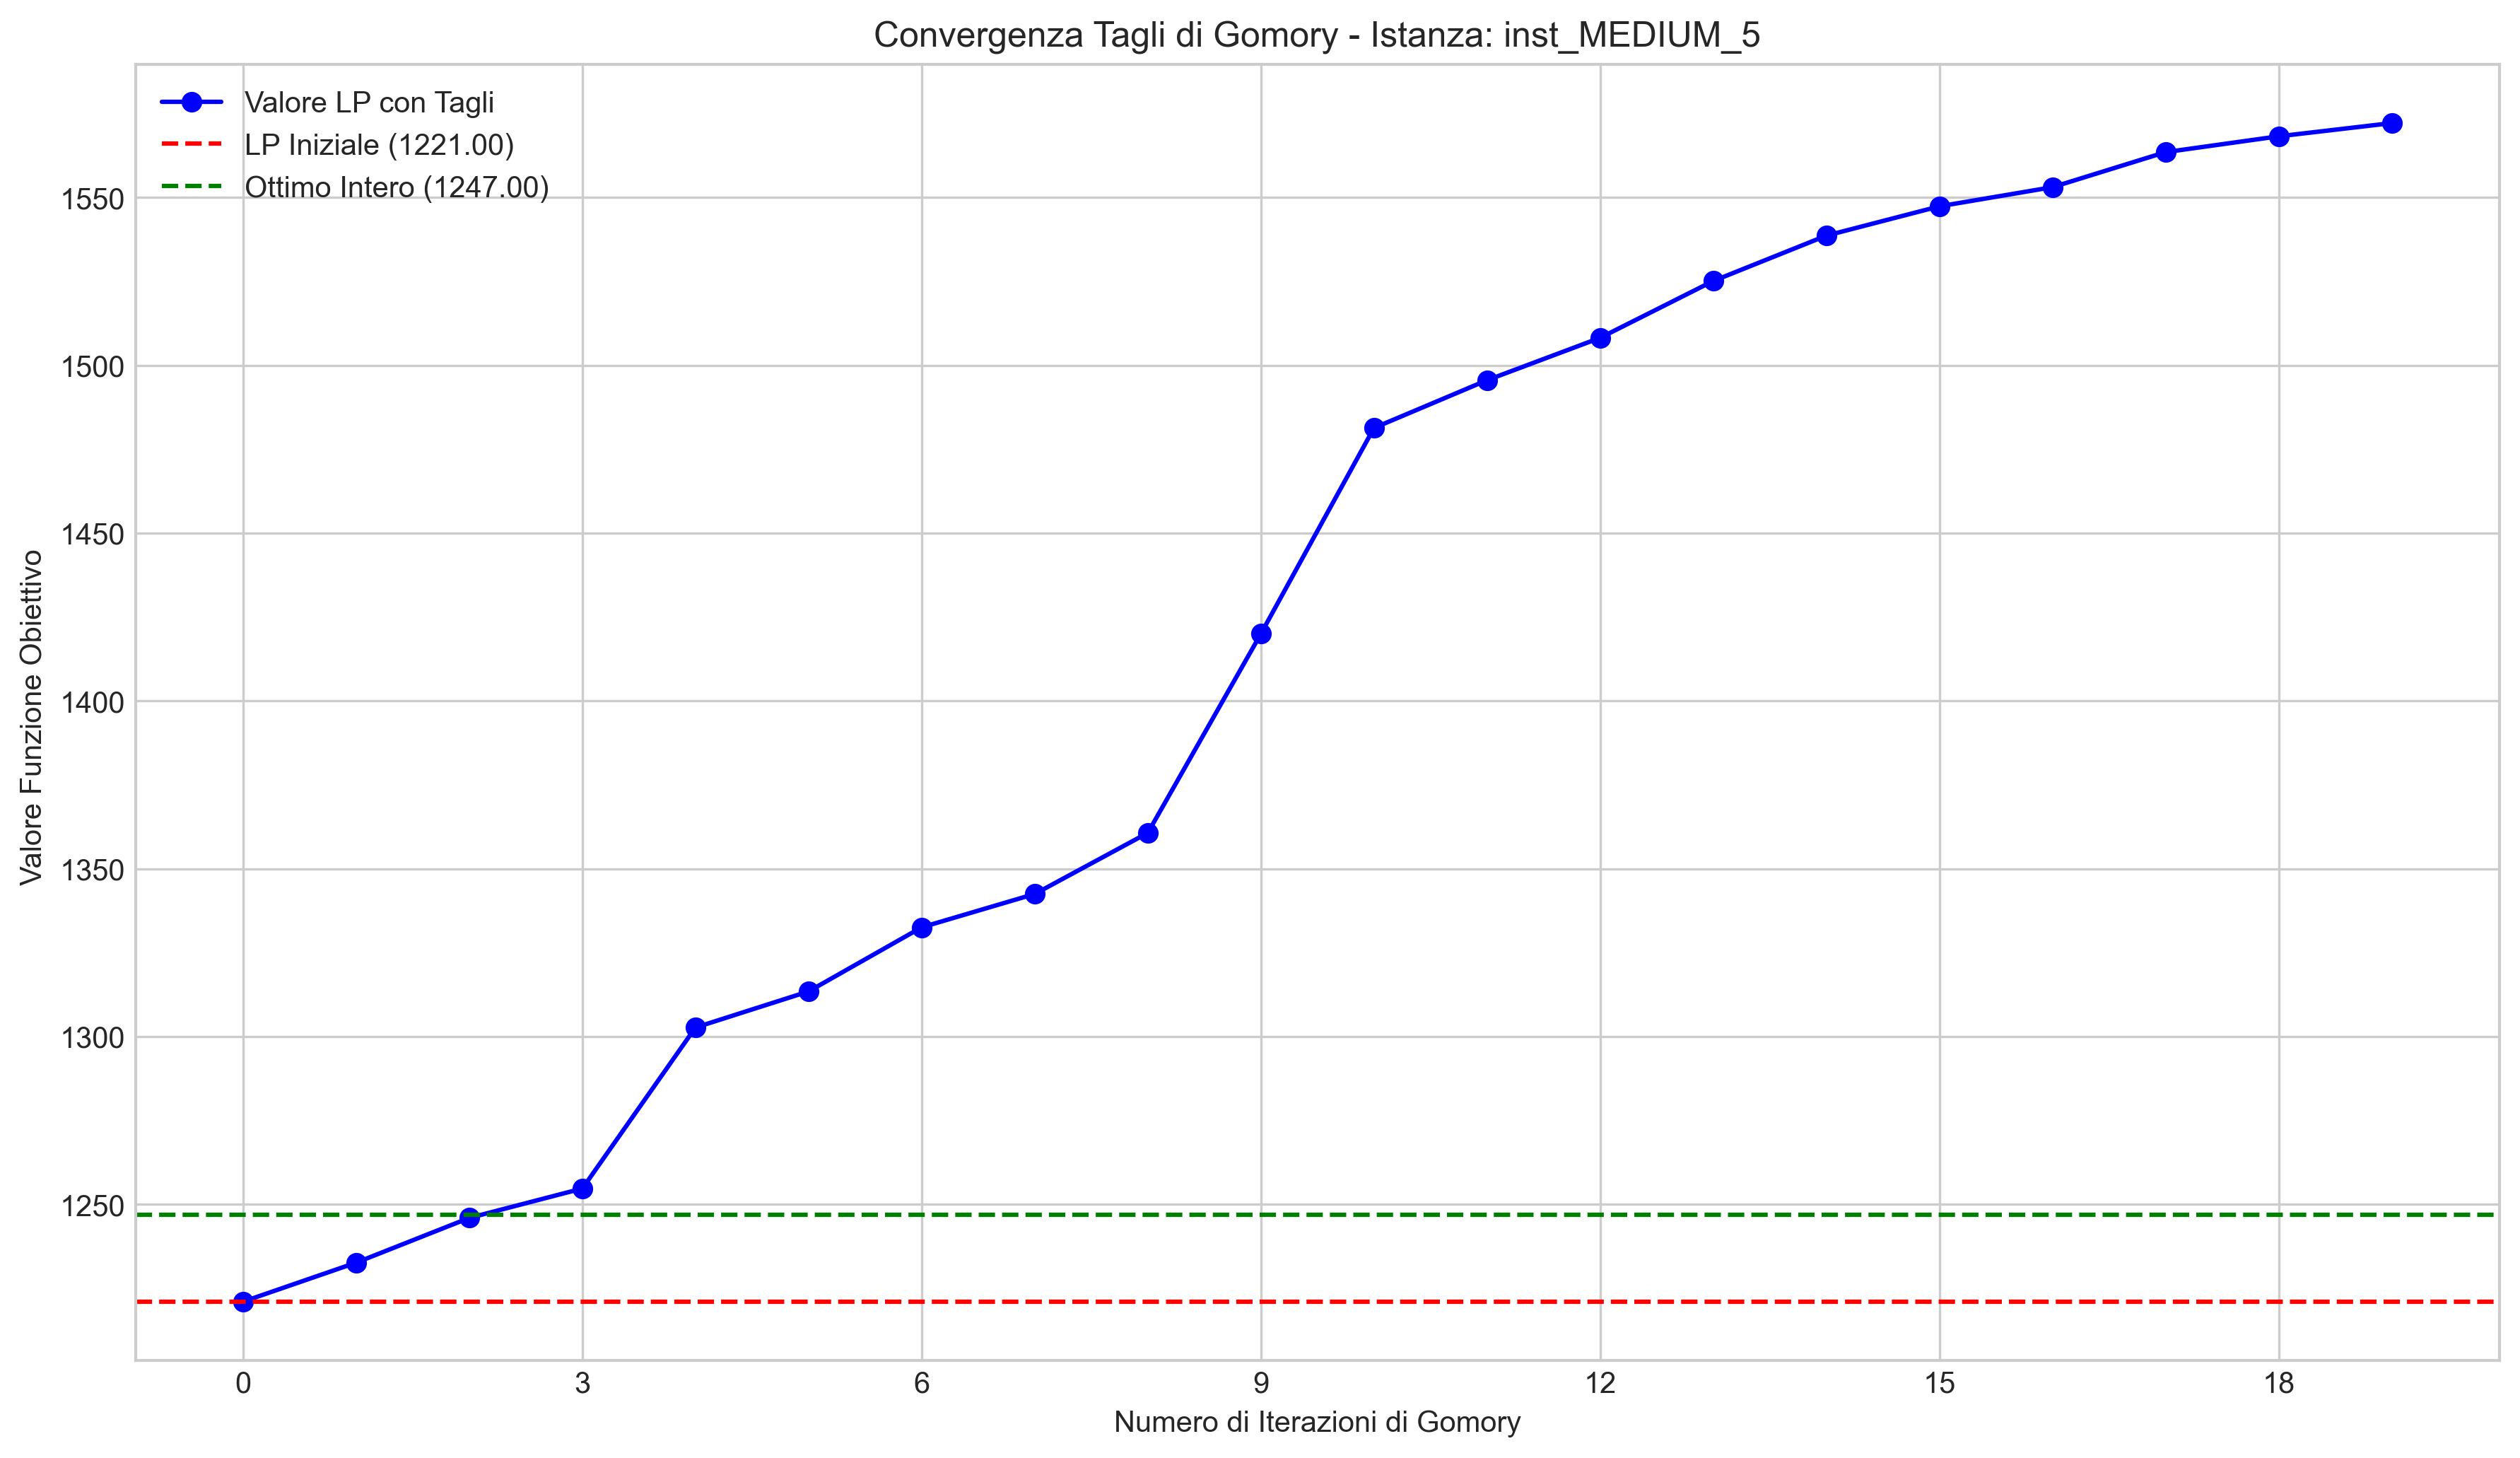 Convergenza Tagli di Gomory - Istanza: inst_MEDIUM_5
Valore LP con Tagli
LP Iniziale (1221.00)
Ottimo Intero (1247.00)
Valore Funzione Obiettivo
1550
1500
1450
1400
1350
1300
1250
0 3 6 9 12 15 18
Numero di Iterazioni di Gomory